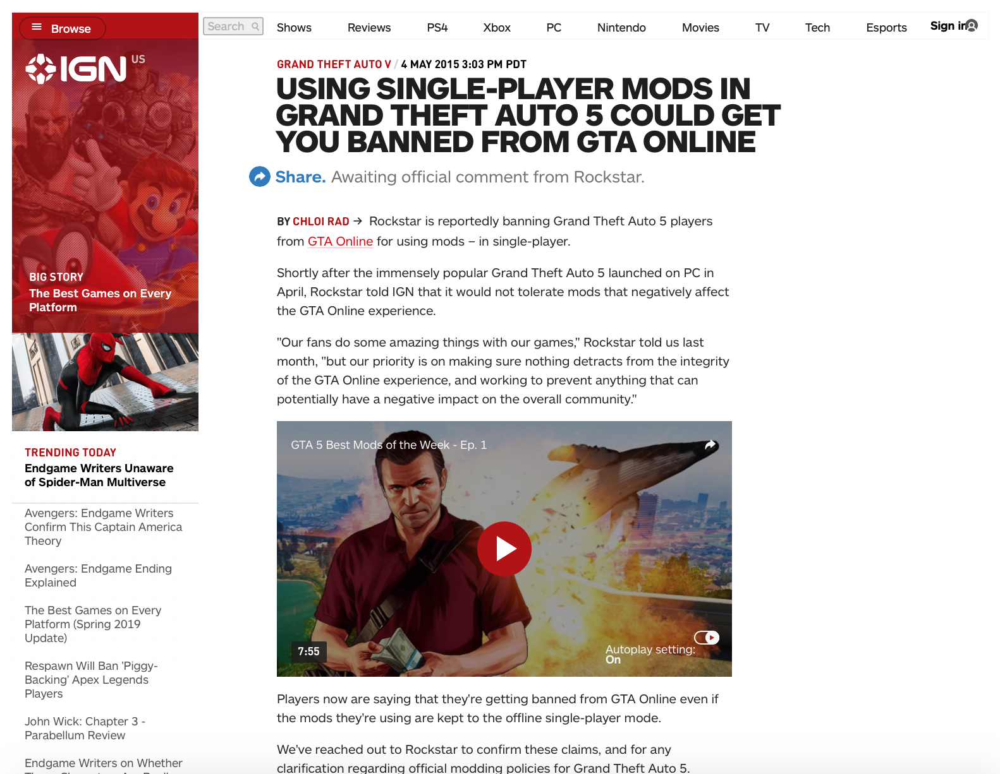 Browse
Search
Shows
Reviews
PS4
Xbox
PC
Nintendo
Movies
TV
Tech
Esports
Sign in
IGN US
BIG STORY
The Best Games on Every
Platform
TRENDING TODAY
Endgame Writers Unaware
of Spider-Man Multiverse
Avengers: Endgame Writers
Confirm This Captain America
Theory
Avengers: Endgame Ending
Explained
The Best Games on Every
Platform (Spring 2019
Update)
Respawn Will Ban 'Piggy-
Backing' Apex Legends
Players
John Wick: Chapter 3 -
Parabellum Review
Endgame Writers on Whether
GRAND THEFT AUTO V / 4 MAY 2015 3:03 PM PDT
USING SINGLE-PLAYER MODS IN
GRAND THEFT AUTO 5 COULD GET
YOU BANNED FROM GTA ONLINE
Share. Awaiting official comment from Rockstar.
BY CHLOI RAD → Rockstar is reportedly banning Grand Theft Auto 5 players
from GTA Online for using mods – in single-player.
Shortly after the immensely popular Grand Theft Auto 5 launched on PC in
April, Rockstar told IGN that it would not tolerate mods that negatively affect
the GTA Online experience.
"Our fans do some amazing things with our games," Rockstar told us last
month, "but our priority is on making sure nothing detracts from the integrity
of the GTA Online experience, and working to prevent anything that can
potentially have a negative impact on the overall community."
GTA 5 Best Mods of the Week - Ep. 1
7:55
Autoplay setting:
On
Players now are saying that they're getting banned from GTA Online even if
the mods they're using are kept to the offline single-player mode.
We've reached out to Rockstar to confirm these claims, and for any
clarification regarding official modding policies for Grand Theft Auto 5.